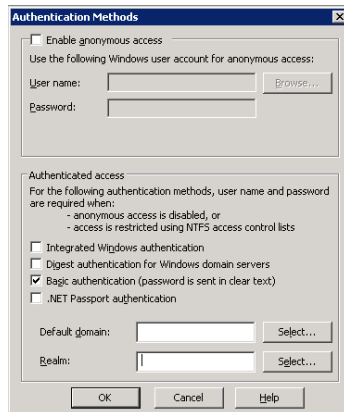 Authentication Methods
Enable anonymous access
Use the following Windows user account for anonymous access:
User name:
Browse...
Password:
Authenticated access
For the following authentication methods, user name and password
are required when:
- anonymous access is disabled, or
- access is restricted using NTFS access control lists
Integrated Windows authentication
Digest authentication for Windows domain servers
Basic authentication (password is sent in clear text)
.NET Passport authentication
Default domain:
Select...
Realm:
Select...
OK
Cancel
Help